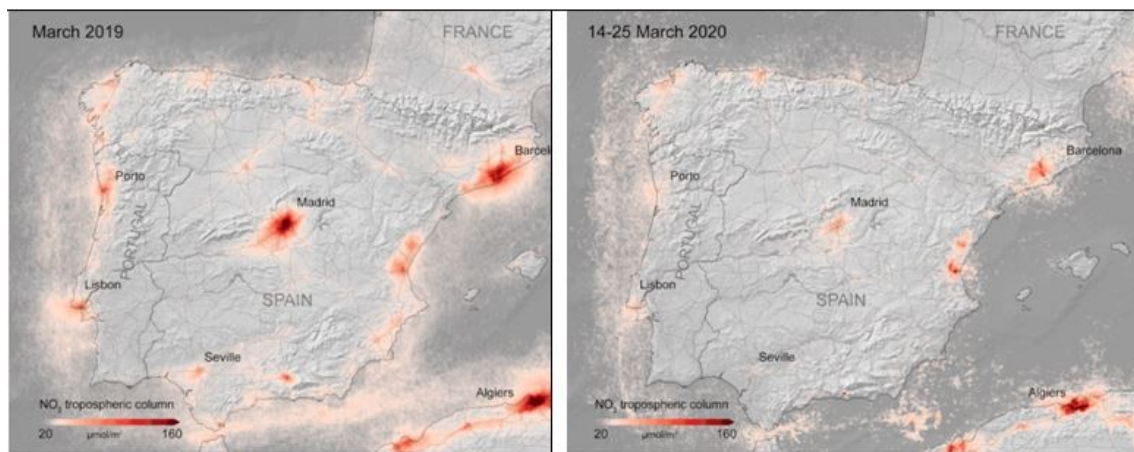 March 2019
FRANCE
Barcel
Porto
Madrid
PORTUGAL
Lisbon
SPAIN
Seville
Algiers
NO₂ tropospheric column
20 µmol/m² 160
14-25 March 2020
FRANCE
Barcelona
Porto
Madrid
PORTUGAL
Lisbon
SPAIN
Seville
Algiers
NO₂ tropospheric column
20 µmol/m² 160